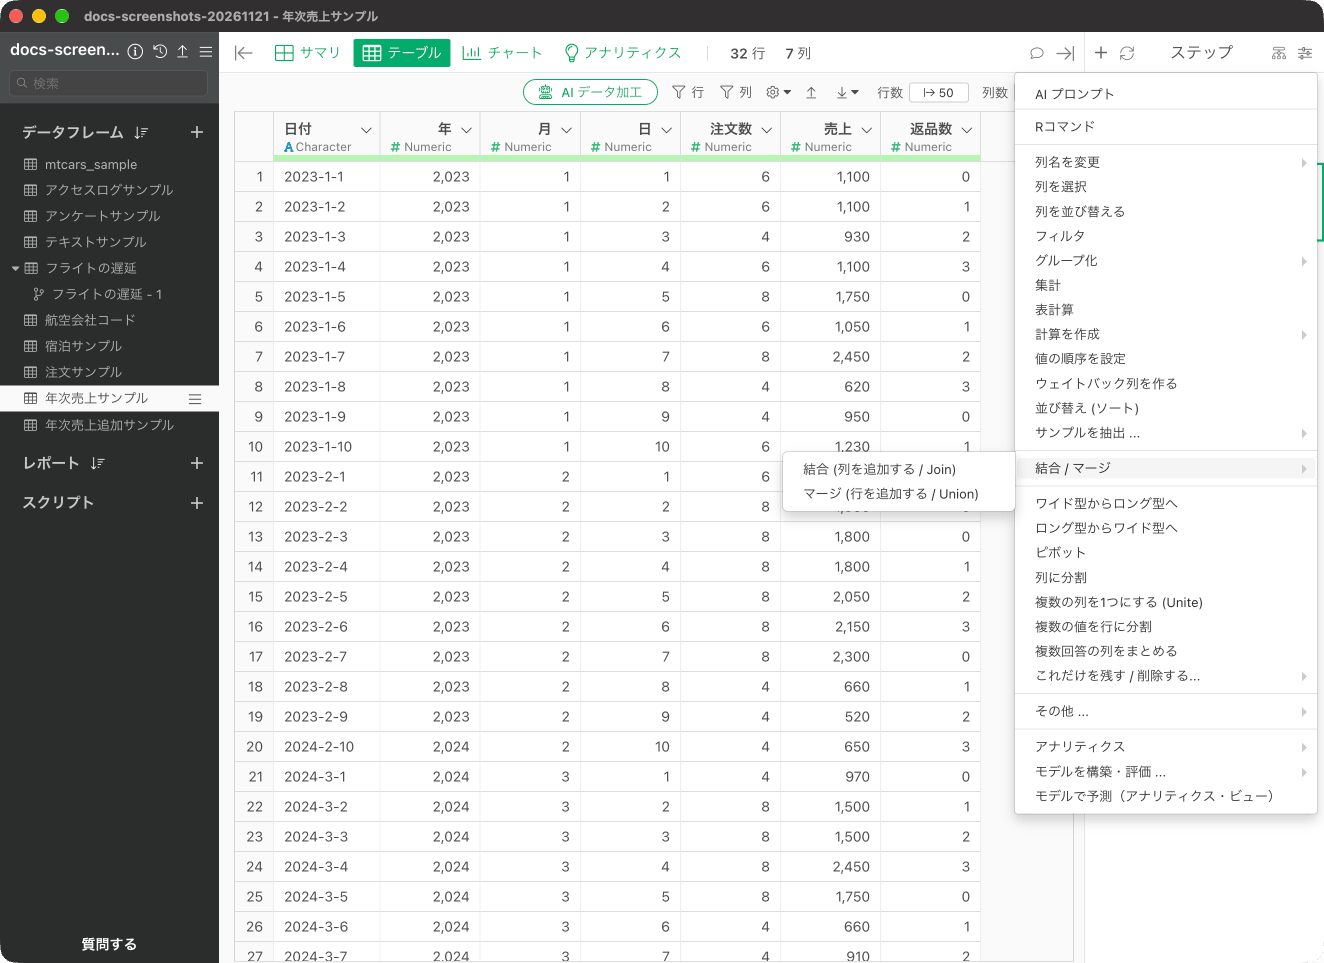 docs-screenshots-20261121 - 年次売上サンプル
docs-screen...
検索
データフレーム
mtcars_sample
アクセスログサンプル
アンケートサンプル
テキストサンプル
フライトの遅延
フライトの遅延 - 1
航空会社コード
宿泊サンプル
注文サンプル
年次売上サンプル
年次売上追加サンプル
レポート
スクリプト
質問する
サマリ テーブル チャート アナリティクス 32 行 7 列
ステップ
AI データ加工 行 列 行数 50 列数
日付 年 月 日 注文数 売上 返品数
Character # Numeric # Numeric # Numeric # Numeric # Numeric # Numeric
1 2023-1-1 2,023 1 1 6 1,100 0
2 2023-1-2 2,023 1 2 6 1,100 1
3 2023-1-3 2,023 1 3 4 930 2
4 2023-1-4 2,023 1 4 6 1,100 3
5 2023-1-5 2,023 1 5 8 1,750 0
6 2023-1-6 2,023 1 6 6 1,050 1
7 2023-1-7 2,023 1 7 8 2,450 2
8 2023-1-8 2,023 1 8 4 620 3
9 2023-1-9 2,023 1 9 4 950 0
10 2023-1-10 2,023 1 10 6 1,230 1
11 2023-2-1 2,023 2 1 6
12 2023-2-2 2,023 2 2 8
13 2023-2-3 2,023 2 3 8 1,800 0
14 2023-2-4 2,023 2 4 8 1,800 1
15 2023-2-5 2,023 2 5 8 2,050 2
16 2023-2-6 2,023 2 6 8 2,150 3
17 2023-2-7 2,023 2 7 8 2,300 0
18 2023-2-8 2,023 2 8 4 660 1
19 2023-2-9 2,023 2 9 4 520 2
20 2024-2-10 2,024 2 10 4 650 3
21 2024-3-1 2,024 3 1 4 970 0
22 2024-3-2 2,024 3 2 8 1,500 1
23 2024-3-3 2,024 3 3 8 1,500 2
24 2024-3-4 2,024 3 4 8 2,450 3
25 2024-3-5 2,024 3 5 8 1,750 0
26 2024-3-6 2,024 3 6 4 660 1
27 2024-3-7 2,024 3 7 4 910 2
結合 (列を追加する / Join)
マージ (行を追加する / Union)
AI プロンプト
Rコマンド
列名を変更
列を選択
列を並び替える
フィルタ
グループ化
集計
表計算
計算を作成
値の順序を設定
ウェイトバック列を作る
並び替え (ソート)
サンプルを抽出 ...
結合 / マージ
ワイド型からロング型へ
ロング型からワイド型へ
ピボット
列に分割
複数の列を1つにする (Unite)
複数の値を行に分割
複数回答の列をまとめる
これだけを残す / 削除する...
その他 ...
アナリティクス
モデルを構築・評価 ...
モデルで予測（アナリティクス・ビュー）